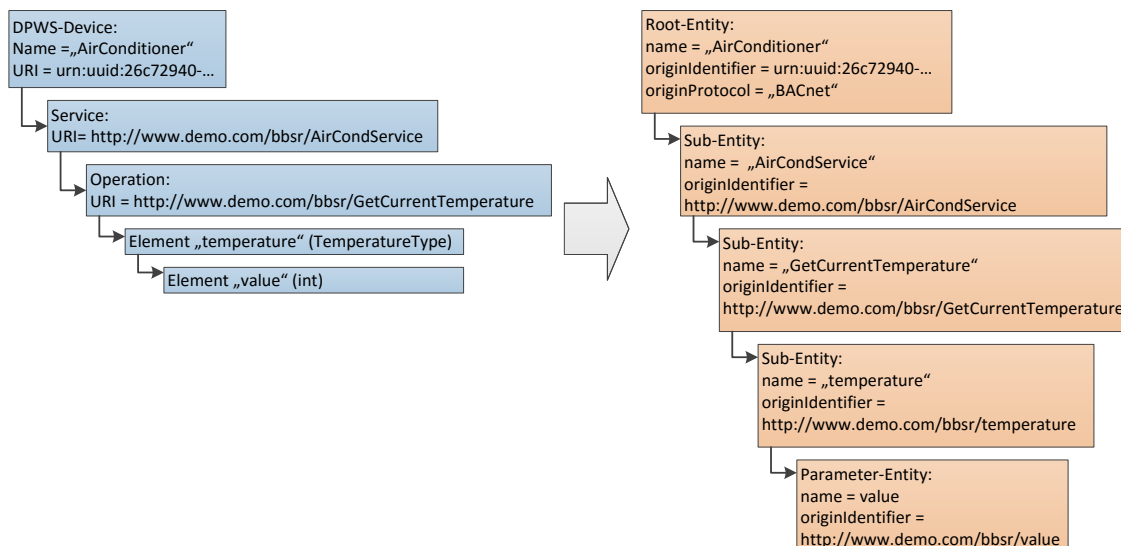 DPWS-Device:
Name =„AirConditioner“
URI = urn:uuid:26c72940-...
Service:
URI= http://www.demo.com/bbsr/AirCondService
Operation:
URI = http://www.demo.com/bbsr/GetCurrentTemperature
Element „temperature“ (TemperatureType)
Element „value“ (int)
Root-Entity:
name = „AirConditioner“
originIdentifier = urn:uuid:26c72940-...
originProtocol = „BACnet“
Sub-Entity:
name =  „AirCondService“
originIdentifier =
http://www.demo.com/bbsr/AirCondService
Sub-Entity:
name = „GetCurrentTemperature“
originIdentifier =
http://www.demo.com/bbsr/GetCurrentTemperature
Sub-Entity:
name = „temperature“
originIdentifier =
http://www.demo.com/bbsr/temperature
Parameter-Entity:
name = value
originIdentifier =
http://www.demo.com/bbsr/value